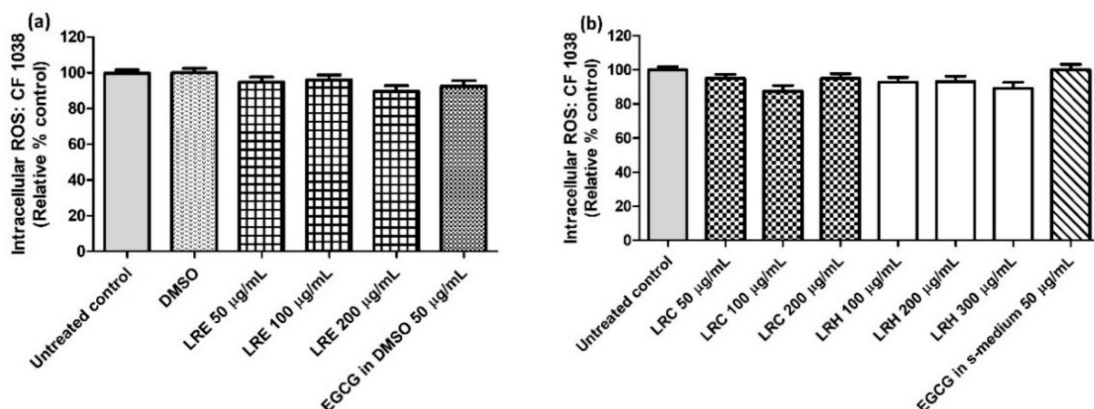 (a)
Intracellular ROS: CF 1038
(Relative % control)
120
100
80
60
40
20
0
Untreated control
DMSO
LRE 50 µg/mL
LRE 100 µg/mL
LRE 200 µg/mL
EGCG in DMSO 50 µg/mL
(b)
Intracellular ROS: CF 1038
(Relative % control)
120
100
80
60
40
20
0
Untreated control
LRC 50 µg/mL
LRC 100 µg/mL
LRC 200 µg/mL
LRH 100 µg/mL
LRH 200 µg/mL
LRH 300 µg/mL
EGCG in s-medium 50 µg/mL